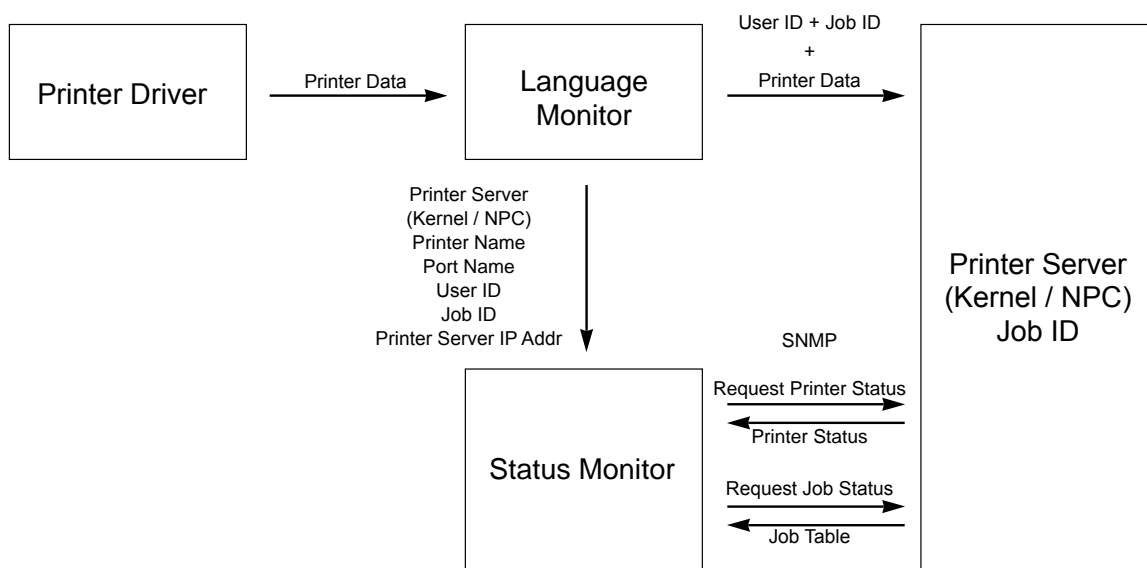 Printer Driver
Printer Data
Language
Monitor
User ID + Job ID
+
Printer Data
Printer Server
(Kernel / NPC)
Printer Name
Port Name
User ID
Job ID
Printer Server IP Addr
Printer Server
(Kernel / NPC)
Job ID
Status Monitor
SNMP
Request Printer Status
Printer Status
Request Job Status
Job Table